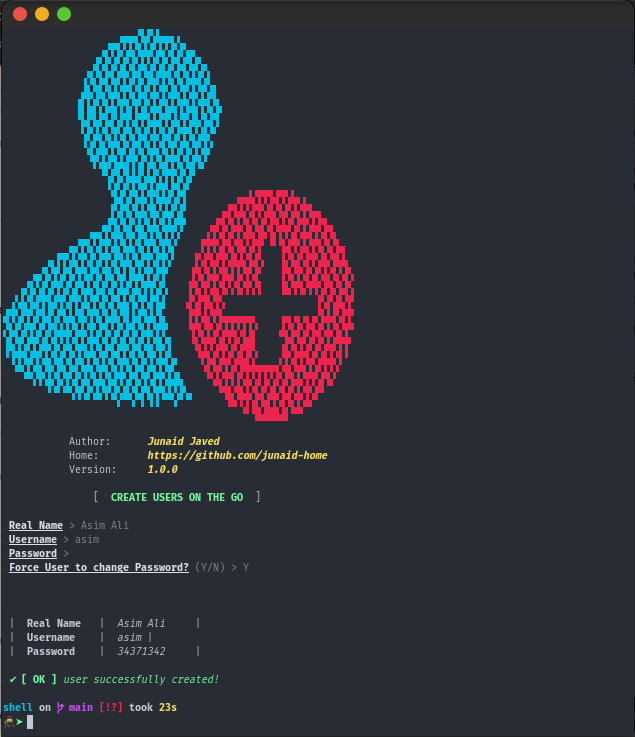 Author: Junaid Javed
Home: https://github.com/junaid-home
Version: 1.0.0
[ CREATE USERS ON THE GO ]
Real Name > Asim Ali
Username > asim
Password >
Force User to change Password? (Y/N) > Y
| Real Name | Asim Ali |
| Username | asim |
| Password | 34371342 |
✔ [ OK ] user successfully created!
shell on main [!?] took 23s
➤